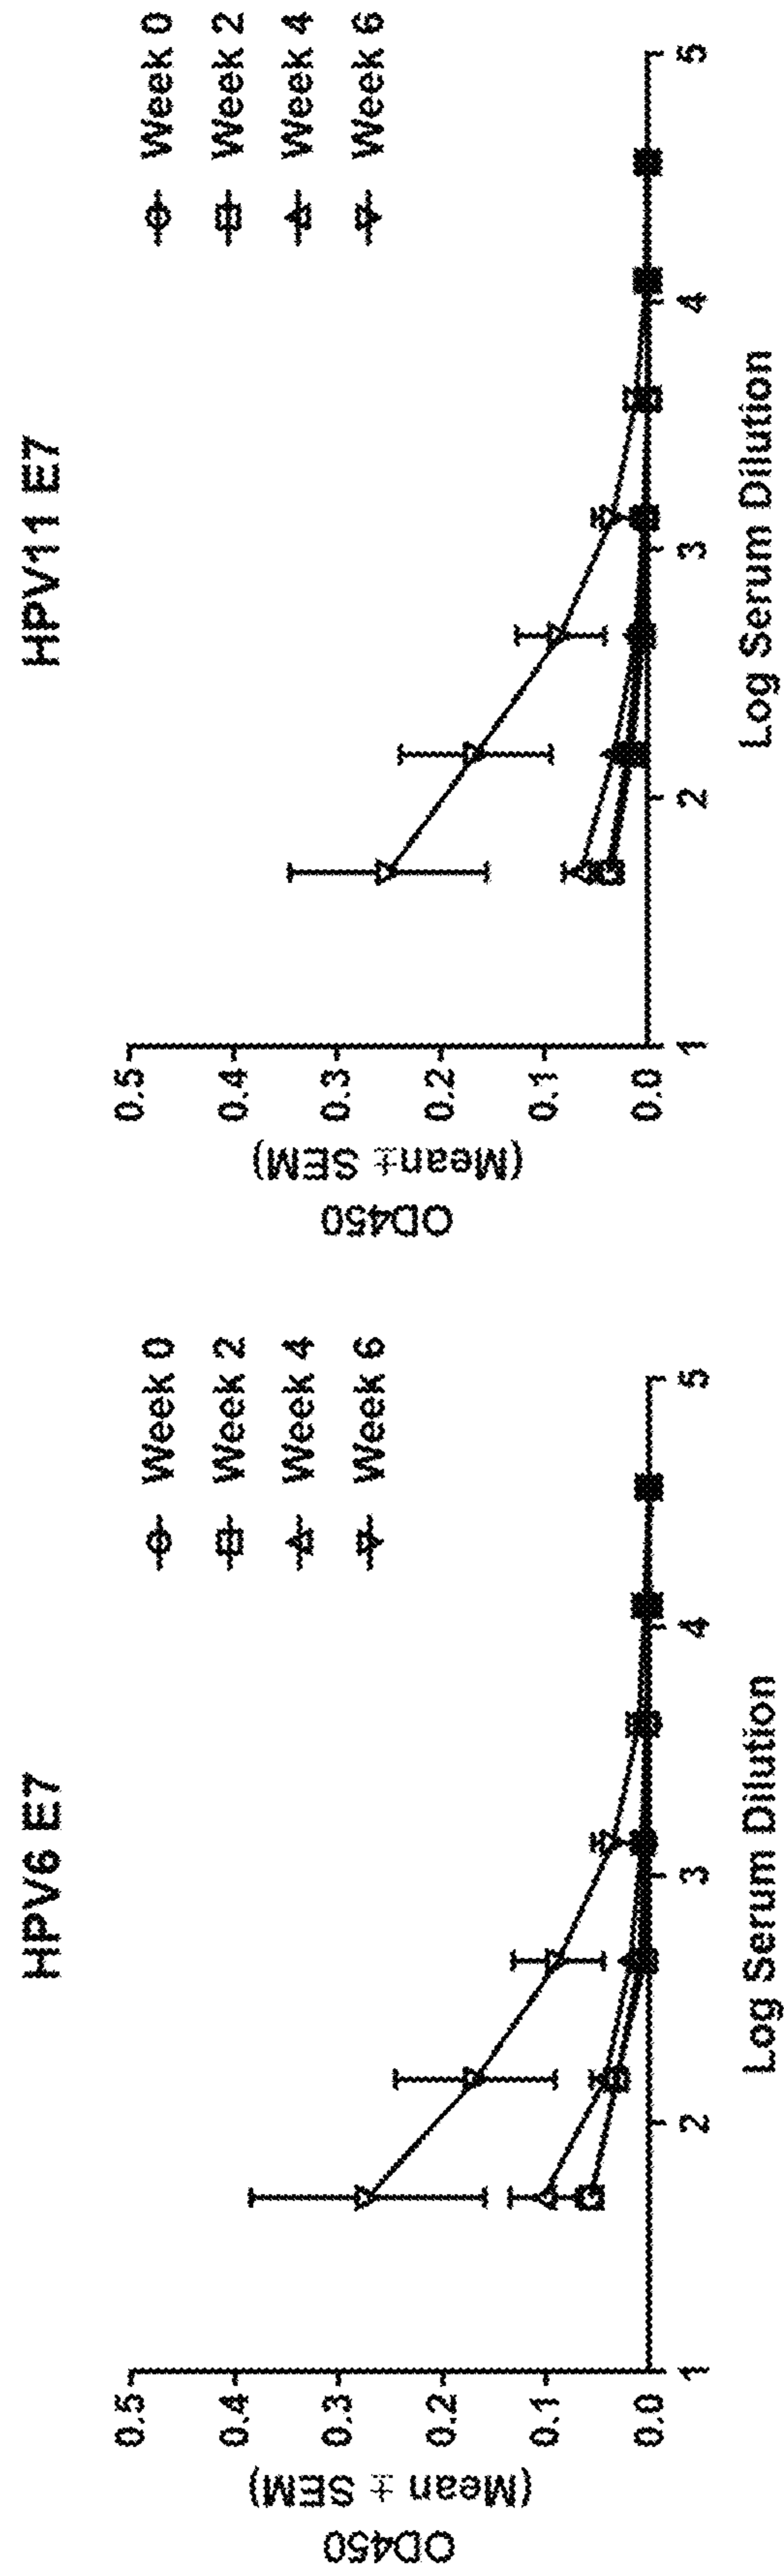 HPV6 E7
OD450
(Mean ± SEM)
0.5
0.4
0.3
0.2
0.1
0.0
1
2
3
4
5
Log Serum Dilution
Week 0
Week 2
Week 4
Week 6
HPV11 E7
OD450
(Mean± SEM)
0.5
0.4
0.3
0.2
0.1
0.0
1
2
3
4
5
Log Serum Dilution
Week 0
Week 2
Week 4
Week 6